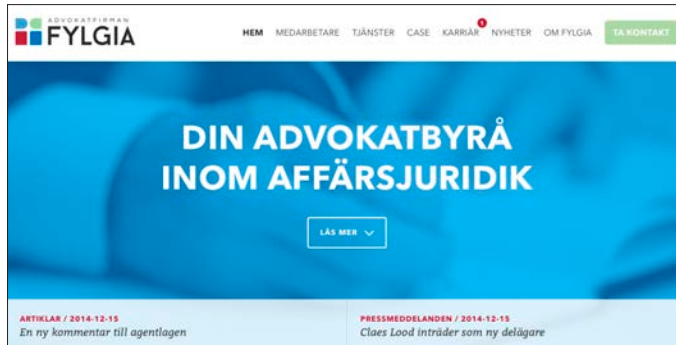 ADVOKATFIRMAN
FYLGIA
HEM MEDARBETARE TJÄNSTER CASE KARRIÄR 1 NYHETER OM FYLGIA TA KONTAKT
DIN ADVOKATBYRÅ
INOM AFFÄRSJURIDIK
LÄS MER
ARTIKLAR / 2014-12-15
En ny kommentar till agentlagen
PRESSMEDDELANDEN / 2014-12-15
Claes Lood inträder som ny delägare